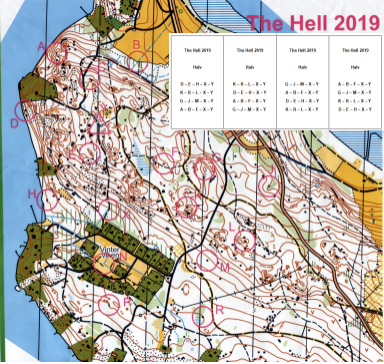 The Hell 2019
The Hell 2019 The Hell 2019 The Hell 2019 The Hell 2019
Halv Halv Halv Halv
D – E – H – X – Y K – R – L – X – Y G – J – M – X – Y A – B – F – X – Y
K – R – L – X – Y D – E – H – X – Y A – B – F – X – Y G – J – M – X – Y
G – J – M – X – Y A – B – F – X – Y D – E – H – X – Y K – R – L – X – Y
A – B – F – X – Y G – J – M – X – Y K – R – L – X – Y D – E – H – X – Y
A
B
D
F
G
J
H
K
L
Vinter
Viken
N
M
P
R